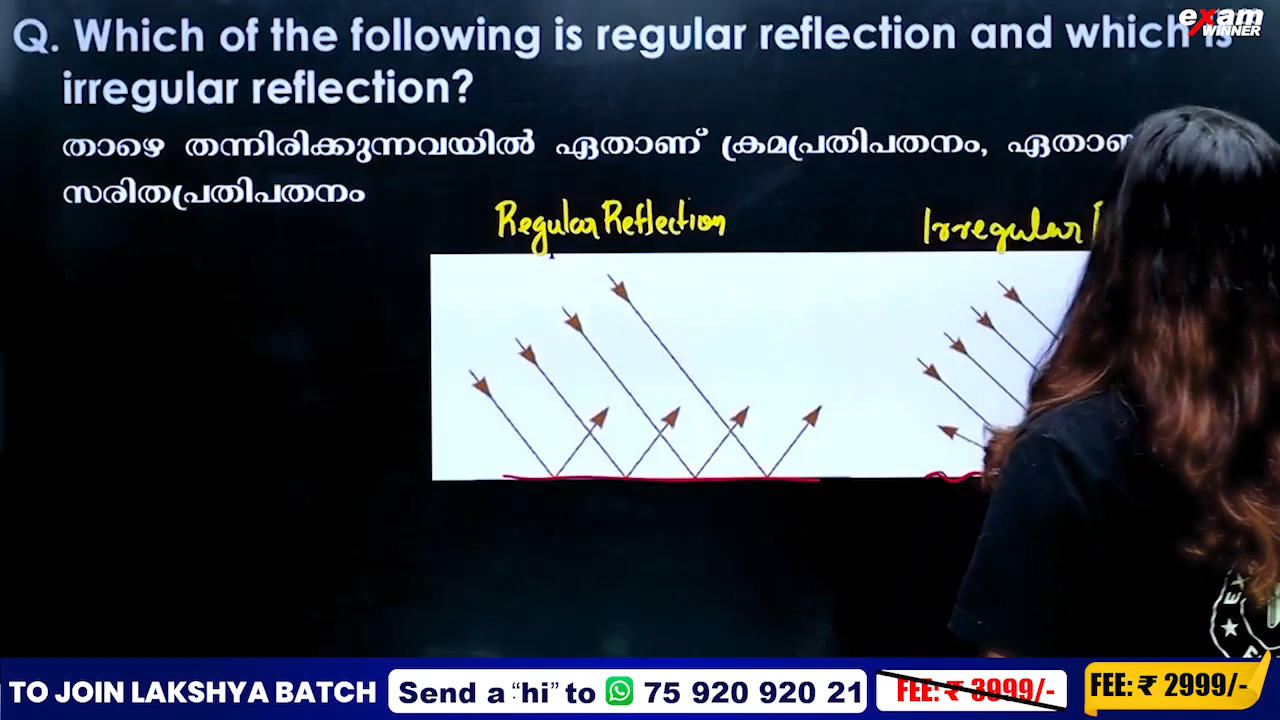 exam
WINNER
Q. Which of the following is regular reflection and which is
irregular reflection?
താഴെ തന്നിരിക്കുന്നവയിൽ ഏതാണ് ക്രമപ്രതിപതനം,
സരിതപ്രതിപതനം
Regular Reflection
Irregular
TO JOIN LAKSHYA BATCH
Send a “hi” to 75 920 920 21
FEE: ₹ 3999/-
FEE: ₹ 2999/-